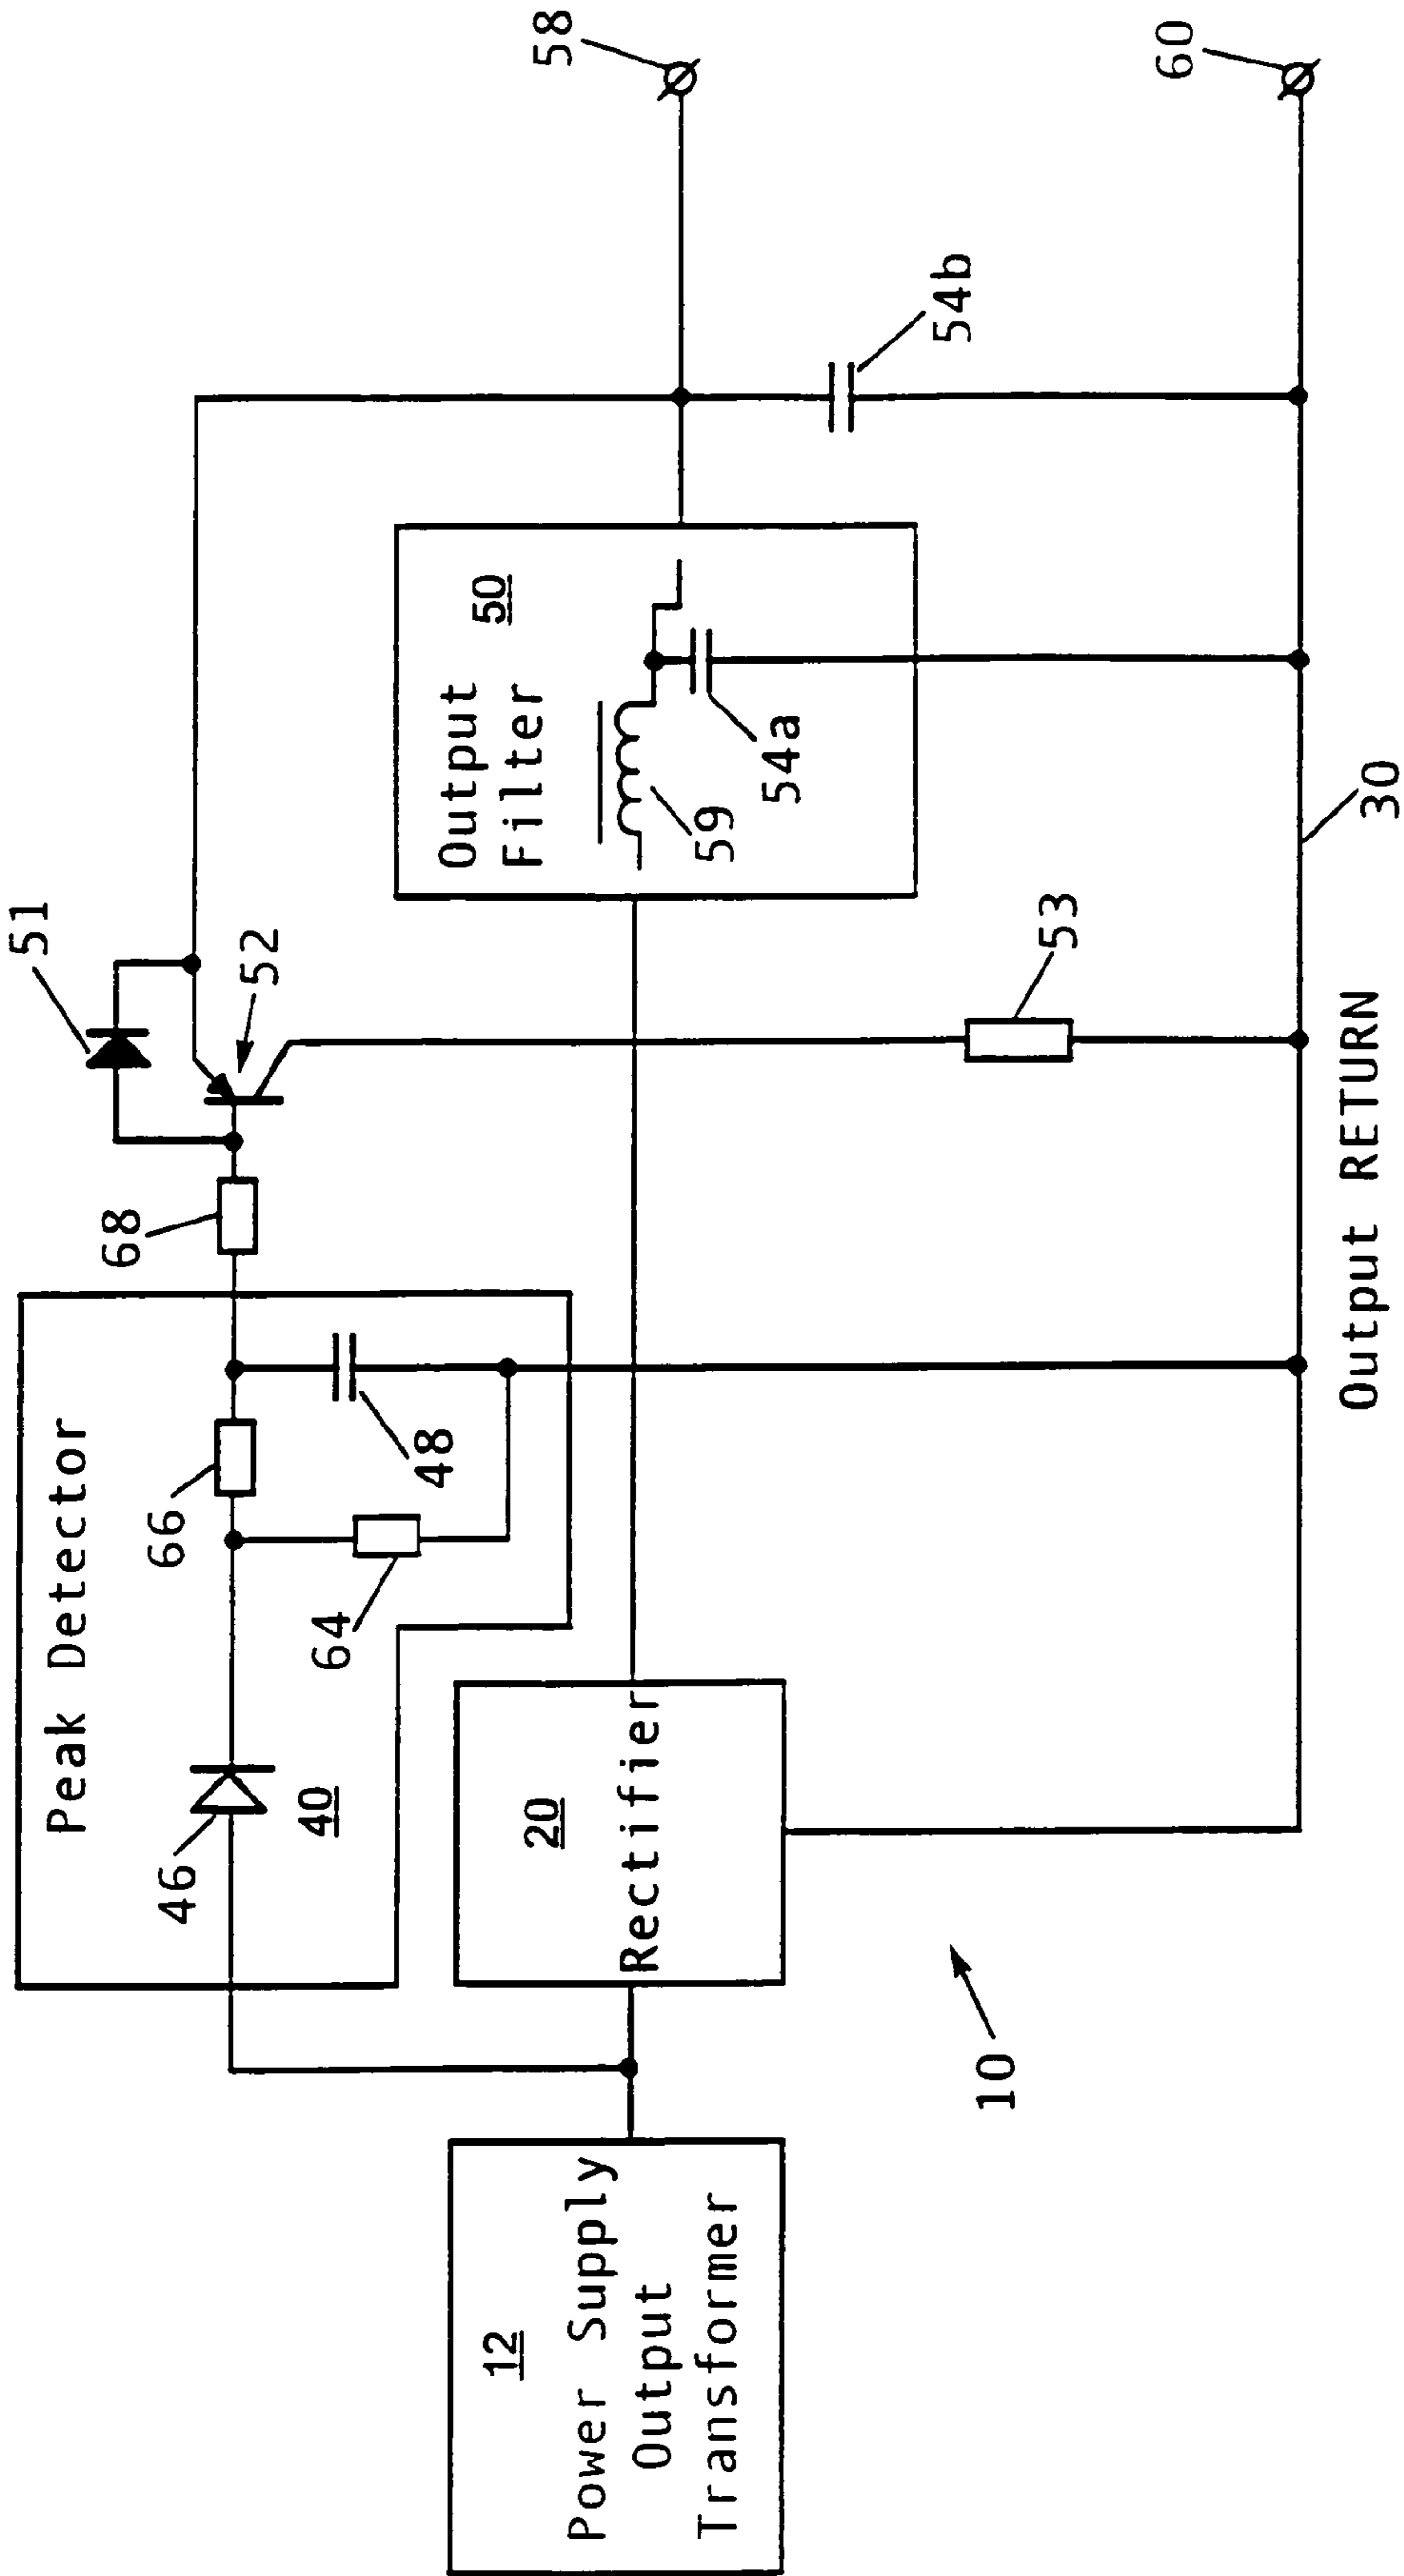 Peak Detector
51
68
66
52
46
40
48
64
58
Output
Filter
50
59
54a
54b
20
Rectifier
12
Power Supply
Output
Transformer
53
60
10
30
Output RETURN